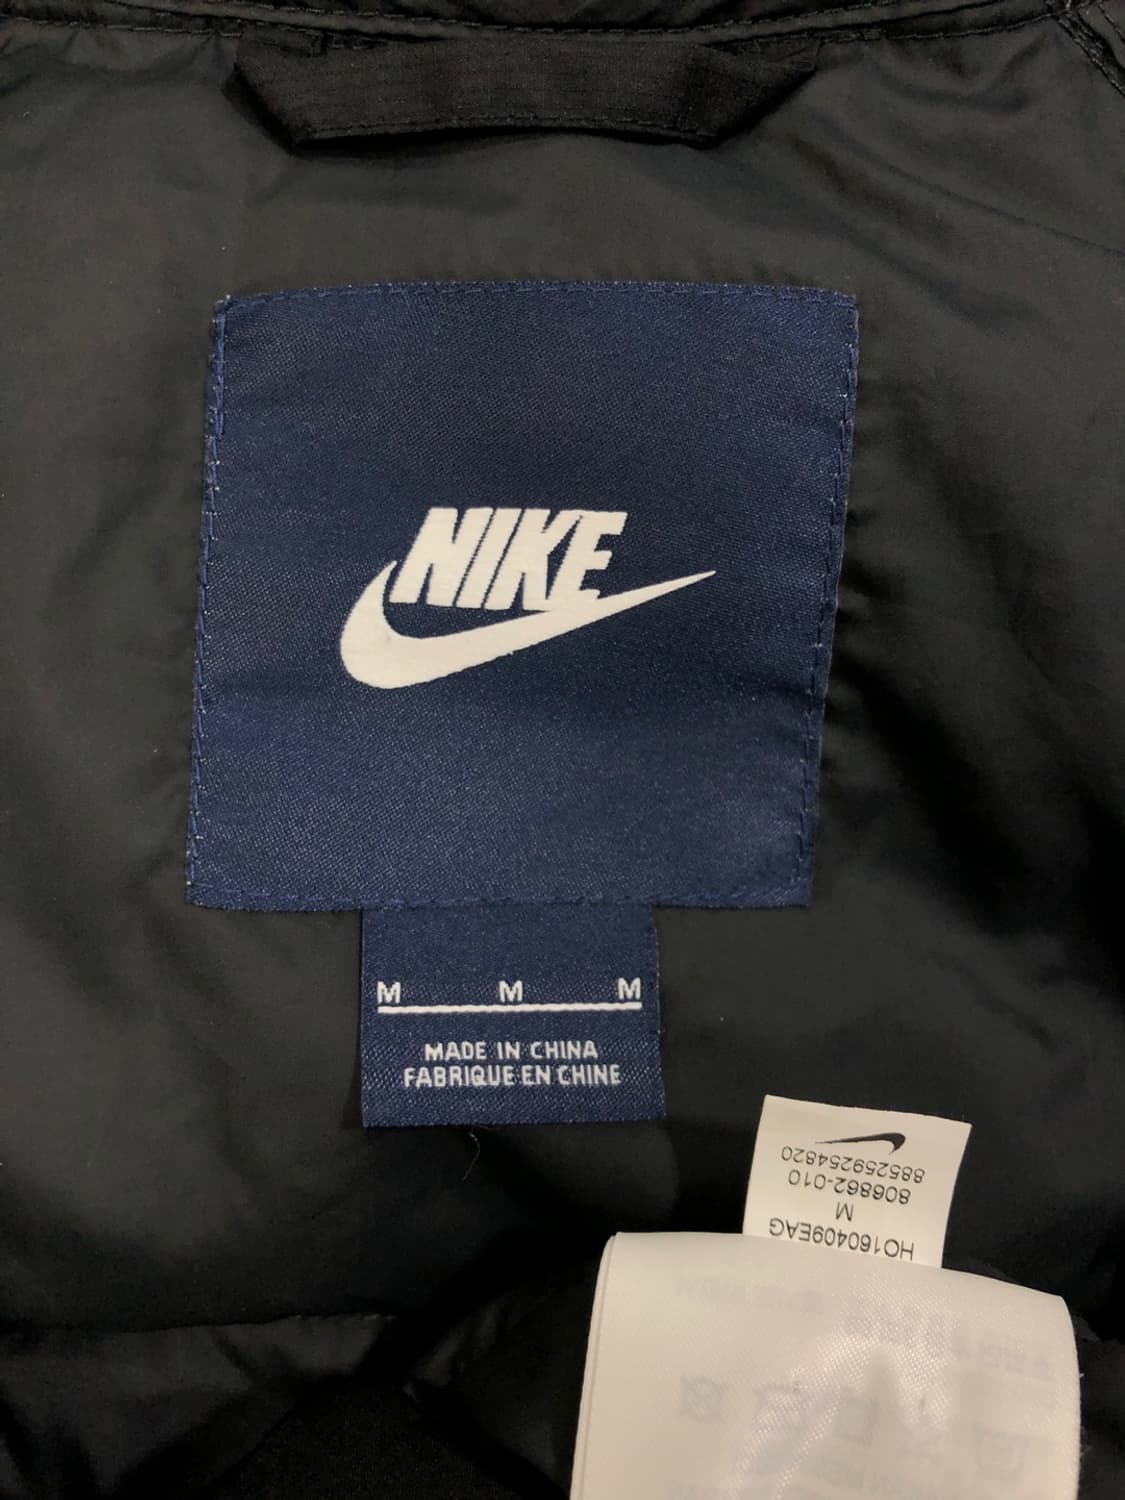 NIKE
M M M
MADE IN CHINA
FABRIQUE EN CHINE
885259254820
806862-010
M
HO160409EAG